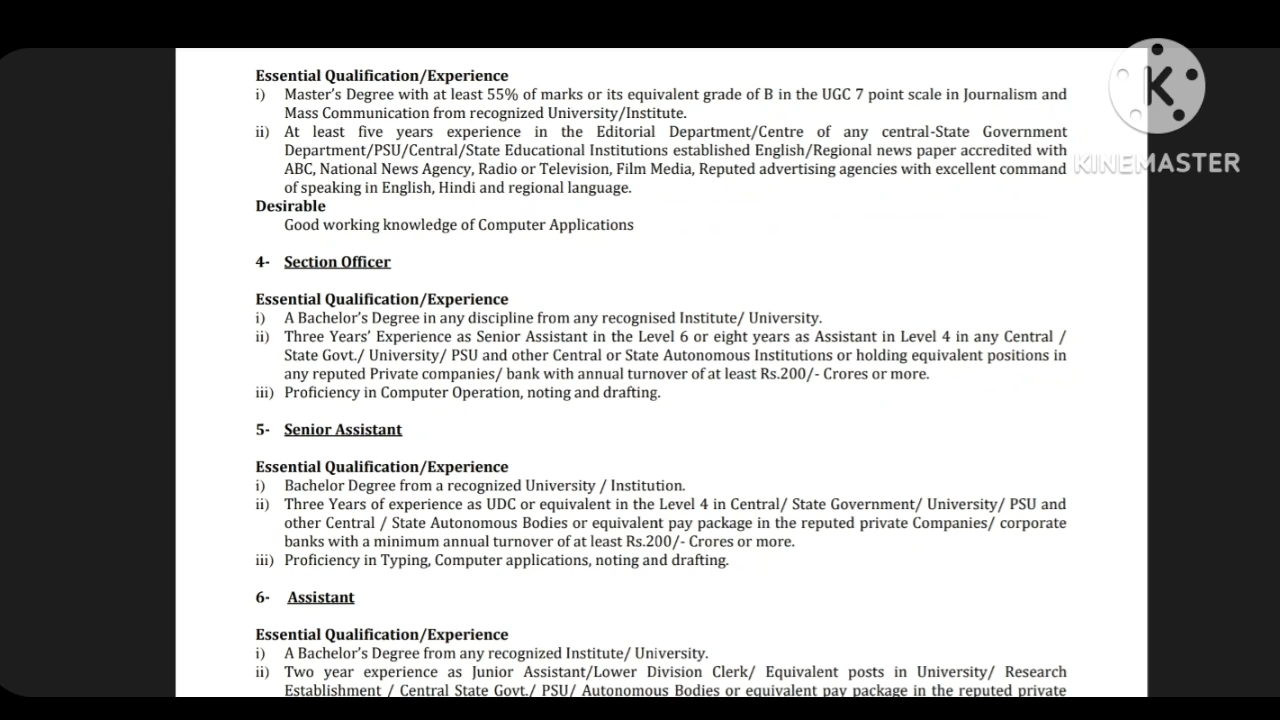 Essential Qualification/Experience
i) Master's Degree with at least 55% of marks or its equivalent grade of B in the UGC 7 point scale in Journalism and
Mass Communication from recognized University/Institute.
ii) At least five years experience in the Editorial Department/Centre of any central-State Government
Department/PSU/Central/State Educational Institutions established English/Regional news paper accredited with
ABC, National News Agency, Radio or Television, Film Media, Reputed advertising agencies with excellent command
of speaking in English, Hindi and regional language.
Desirable
Good working knowledge of Computer Applications
4- Section Officer
Essential Qualification/Experience
i) A Bachelor's Degree in any discipline from any recognised Institute/ University.
ii) Three Years' Experience as Senior Assistant in the Level 6 or eight years as Assistant in Level 4 in any Central /
State Govt./ University/ PSU and other Central or State Autonomous Institutions or holding equivalent positions in
any reputed Private companies/ bank with annual turnover of at least Rs.200/- Crores or more.
iii) Proficiency in Computer Operation, noting and drafting.
5- Senior Assistant
Essential Qualification/Experience
i) Bachelor Degree from a recognized University / Institution.
ii) Three Years of experience as UDC or equivalent in the Level 4 in Central/ State Government/ University/ PSU and
other Central / State Autonomous Bodies or equivalent pay package in the reputed private Companies/ corporate
banks with a minimum annual turnover of at least Rs.200/- Crores or more.
iii) Proficiency in Typing, Computer applications, noting and drafting.
6- Assistant
Essential Qualification/Experience
i) A Bachelor's Degree from any recognized Institute/ University.
ii) Two year experience as Junior Assistant/Lower Division Clerk/ Equivalent posts in University/ Research
Establishment / Central State Govt./ PSU/ Autonomous Bodies or equivalent pay package in the reputed private
K
KINEMASTER